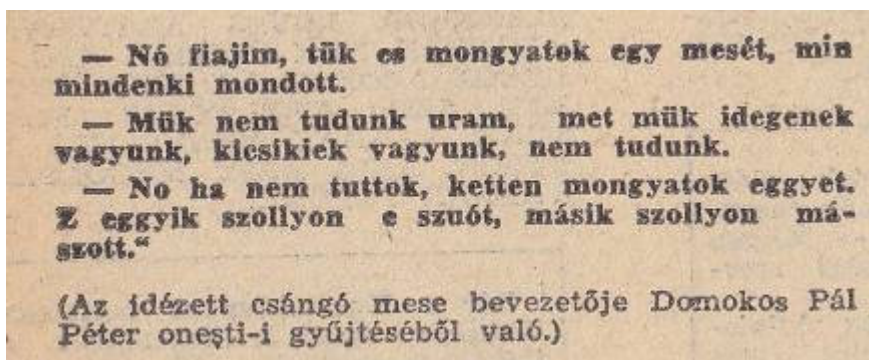 — Nó fiajim, tük es mongyatok egy mesét, min
mindenki mondott.
— Mük nem tudunk uram, met mük idegenek
vagyunk, kicsikiek vagyunk, nem tudunk.
— No ha nem tuttok, ketten mongyatok eggyet.
Z eggyik szollyon e szuót, másik szollyon má-
szott."
(Az idézett csángó mese bevezetője Domokos Pál
Péter oneşti-i gyűjtéséből való.)